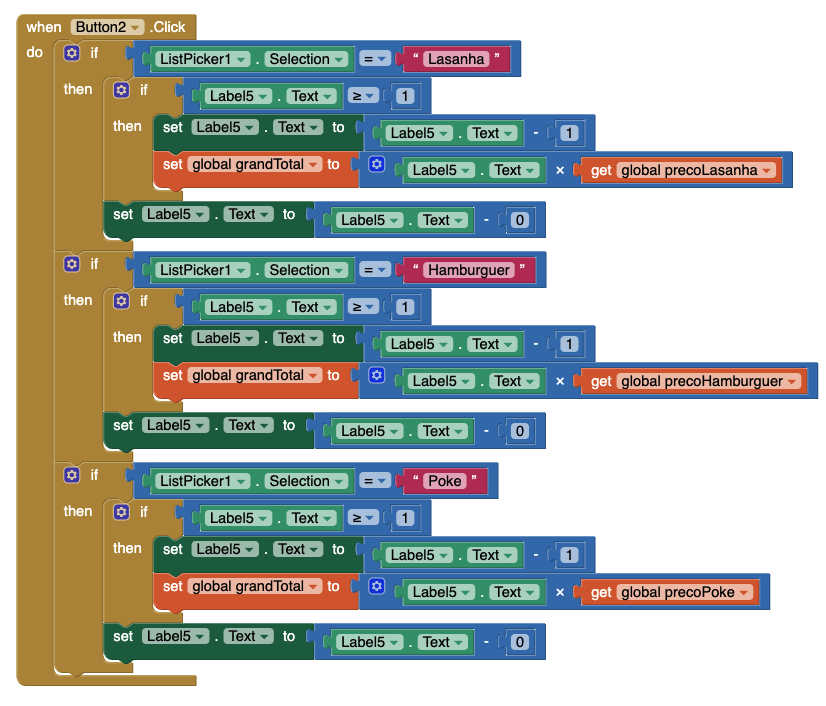 when Button2 .Click
do if ListPicker1 . Selection = " Lasanha "
then if Label5 . Text ≥ 1
then set Label5 . Text to Label5 . Text - 1
set global grandTotal to Label5 . Text × get global precoLasanha
set Label5 . Text to Label5 . Text - 0
if ListPicker1 . Selection = " Hamburguer "
then if Label5 . Text ≥ 1
then set Label5 . Text to Label5 . Text - 1
set global grandTotal to Label5 . Text × get global precoHamburguer
set Label5 . Text to Label5 . Text - 0
if ListPicker1 . Selection = " Poke "
then if Label5 . Text ≥ 1
then set Label5 . Text to Label5 . Text - 1
set global grandTotal to Label5 . Text × get global precoPoke
set Label5 . Text to Label5 . Text - 0